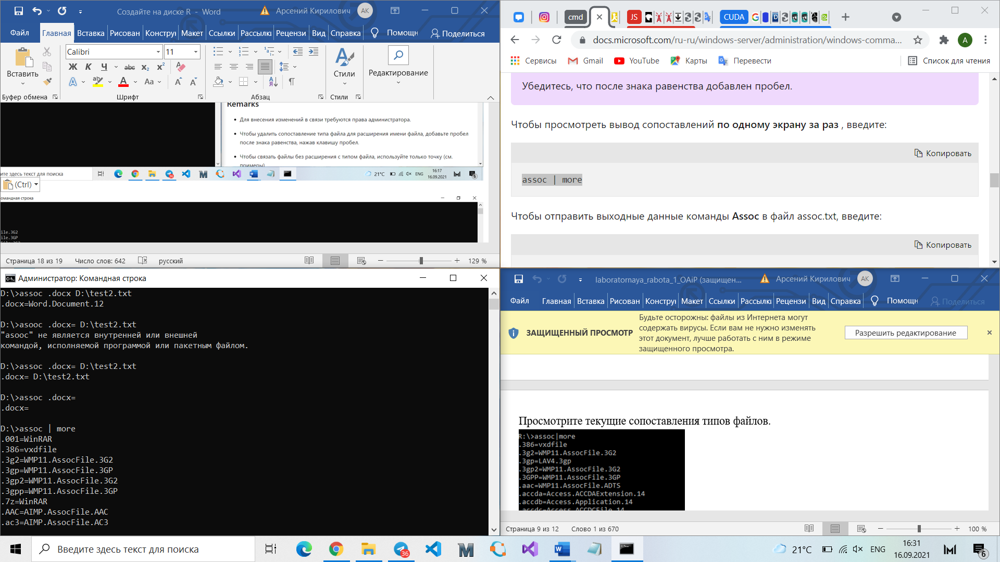 Создайте на диске R - Word
Арсений Кирилович
АК
Файл
Главная
Вставка
Рисован
Констру
Макет
Ссылки
Рассылкі
Рецензи
Вид
Справка
Помощн
Поделиться
Вставить
Calibri
11
Ж К Ч abc x₂ x²
Aa
Стили
Редактирование
Буфер обмена
Шрифт
Абзац
Стили
Remarks
• Для внесения изменений в связи требуются права администратора.
• Чтобы удалить сопоставление типа файла для расширения имени файла, добавьте пробел
после знака равенства, нажав клавишу пробел.
• Чтобы связать файлы без расширения с типом файла, используйте только точку (см.
примеры)
ите здесь текст для поиска
36
21°C
ENG
16:17
16.09.2021
6
(Ctrl)
омандная строка
ile.3G2
ile.3GP
Страница 18 из 19
Число слов: 642
русский
129 %
cmd
JS
CUDA
docs.microsoft.com/ru-ru/windows-server/administration/windows-comma...
A
Сервисы
Gmail
YouTube
Карты
Перевести
Список для чтения
Убедитесь, что после знака равенства добавлен пробел.
Чтобы просмотреть вывод сопоставлений по одному экрану за раз , введите:
Копировать
assoc | more
Чтобы отправить выходные данные команды Assoc в файл assoc.txt, введите:
Копировать
Администратор: Командная строка
D:\>assoc .docx D:\test2.txt
.docx=Word.Document.12
D:\>asooc .docx= D:\test2.txt
"asooc" не является внутренней или внешней
командой, исполняемой программой или пакетным файлом.
D:\>assoc .docx= D:\test2.txt
.docx= D:\test2.txt
D:\>assoc .docx=
.docx=
D:\>assoc | more
.001=WinRAR
.386=vxdfile
.3g2=WMP11.AssocFile.3G2
.3gp=WMP11.AssocFile.3GP
.3gp2=WMP11.AssocFile.3G2
.3gpp=WMP11.AssocFile.3GP
.7z=WinRAR
.AAC=AIMP.AssocFile.AAC
.ac3=AIMP.AssocFile.AC3
laboratornaya_rabota_1_OAiP (защищен...
Арсений Кирилович
АК
Файл
Главная
Вставка
Рисован
Констру
Макет
Ссылки
Рассылкі
Рецензи
Вид
Справка
Помощн
Поделиться
ЗАЩИЩЕННЫЙ ПРОСМОТР
Будьте осторожны: файлы из Интернета могут
содержать вирусы. Если вам не нужно изменять
этот документ, лучше работать с ним в режиме
защищенного просмотра.
Разрешить редактирование
Просмотрите текущие сопоставления типов файлов.
R:\>assoc|more
.386=vxdfile
.3g2=WMP11.AssocFile.3G2
.3gp=LAV4.3gp
.3gp2=WMP11.AssocFile.3G2
.3GPP=WMP11.AssocFile.3GP
.aac=WMP11.AssocFile.ADTS
.accda=Access.ACCDAExtension.14
.accdb=Access.Application.14
.accdc=Access.ACCDCFile.14
Страница 9 из 12
Слово 1 из 670
100 %
Введите здесь текст для поиска
36
21°C
ENG
16:31
16.09.2021
6